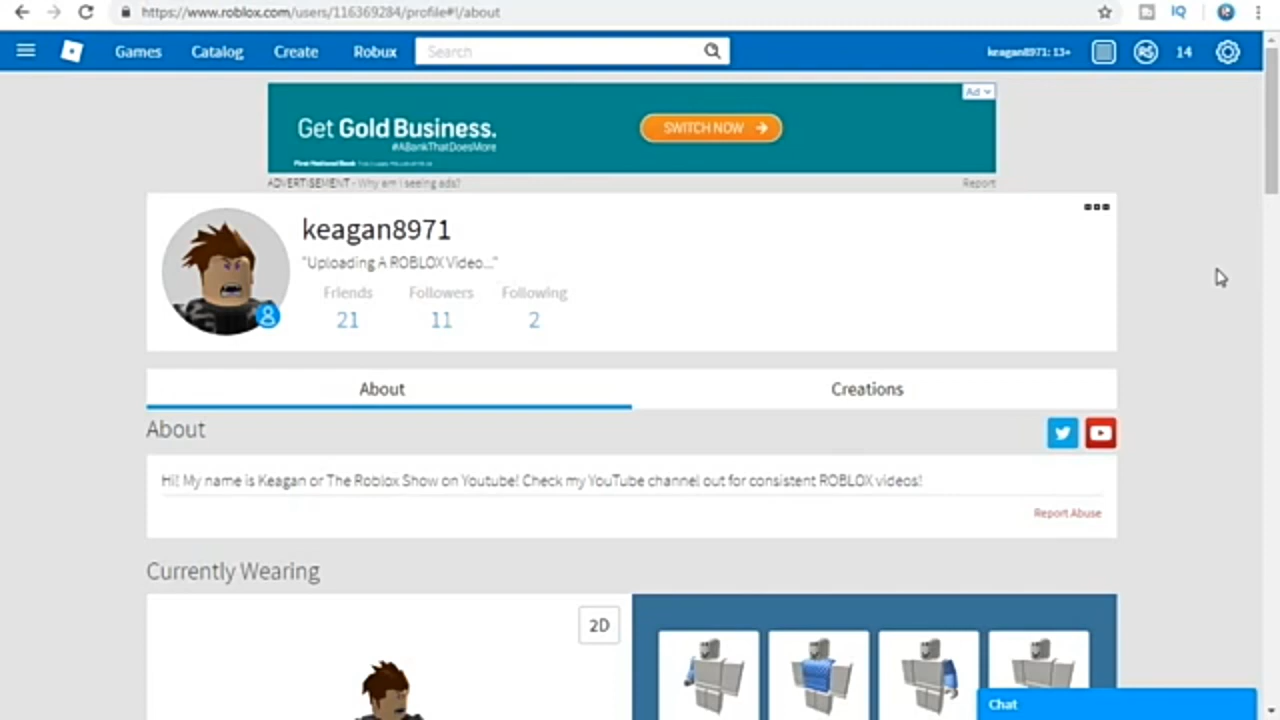 https://www.roblox.com/users/116369284/profile#!/about
Games Catalog Create Robux Search keagan8971: 13+ R$ 14
Ad
Get Gold Business.
#ABankThatDoesMore
First National Bank
SWITCH NOW
ADVERTISEMENT - Why am I seeing ads? Report
keagan8971
"Uploading A ROBLOX Video..."
Friends Followers Following
21 11 2
About Creations
About
Hi! My name is Keagan or The Roblox Show on Youtube! Check my YouTube channel out for consistent ROBLOX videos!
Report Abuse
Currently Wearing
2D
Chat